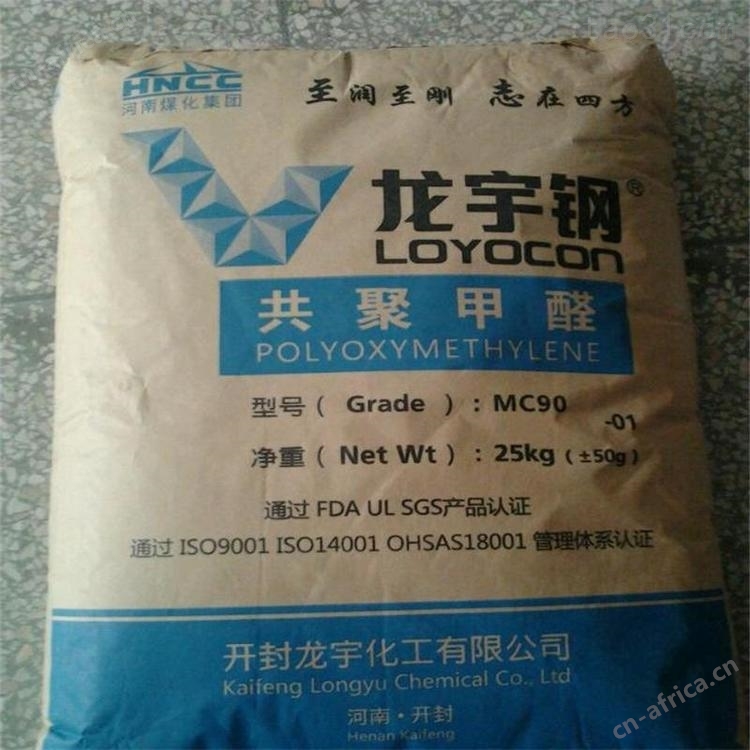 HNCC
河南煤化集团
至润至刚 志在四方
龙宇钢®
LOYOCON
共聚甲醛
POLYOXYMETHYLENE
型号（ Grade ）：MC90
-01
净重（Net Wt）：25kg（±50g）
通过 FDA UL SGS产品认证
通过 ISO9001 ISO14001 OHSAS18001 管理体系认证
开封龙宇化工有限公司
Kaifeng Longyu Chemical Co., Ltd
河南·开封
Henan Kaifeng
cn-africa.cn